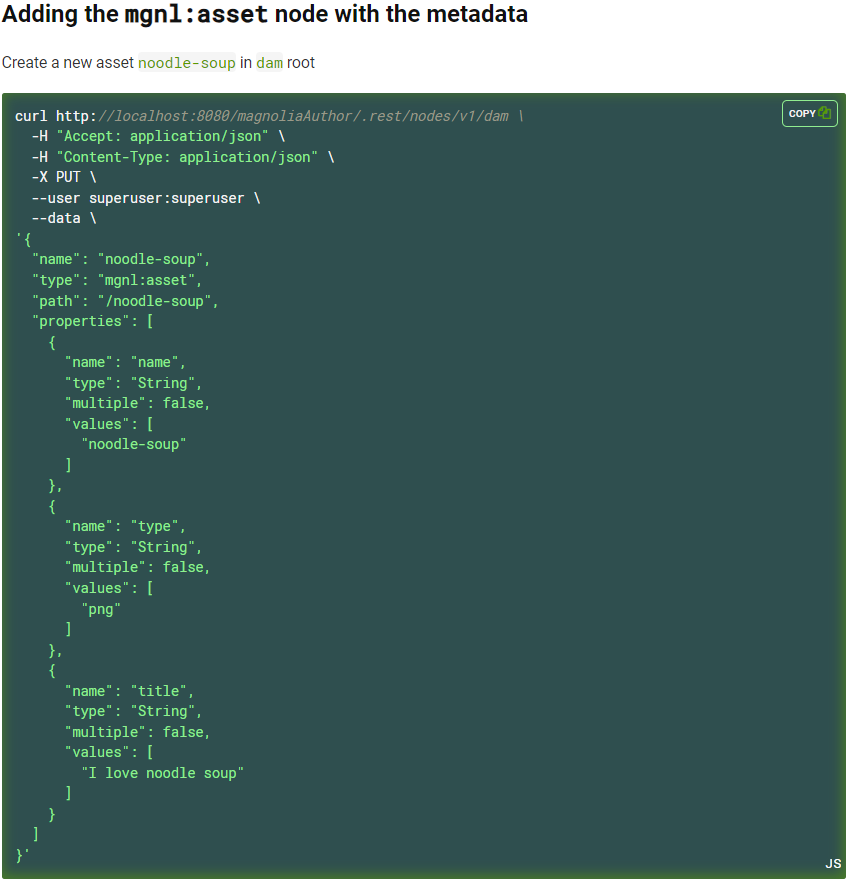 Adding the mgnl:asset node with the metadata
Create a new asset noodle-soup in dam root
COPY
curl http://localhost:8080/magnoliaAuthor/.rest/nodes/v1/dam \
  -H "Accept: application/json" \
  -H "Content-Type: application/json" \
  -X PUT \
  --user superuser:superuser \
  --data \
'{
  "name": "noodle-soup",
  "type": "mgnl:asset",
  "path": "/noodle-soup",
  "properties": [
    {
      "name": "name",
      "type": "String",
      "multiple": false,
      "values": [
        "noodle-soup"
      ]
    },
    {
      "name": "type",
      "type": "String",
      "multiple": false,
      "values": [
        "png"
      ]
    },
    {
      "name": "title",
      "type": "String",
      "multiple": false,
      "values": [
        "I love noodle soup"
      ]
    }
  ]
}'
JS